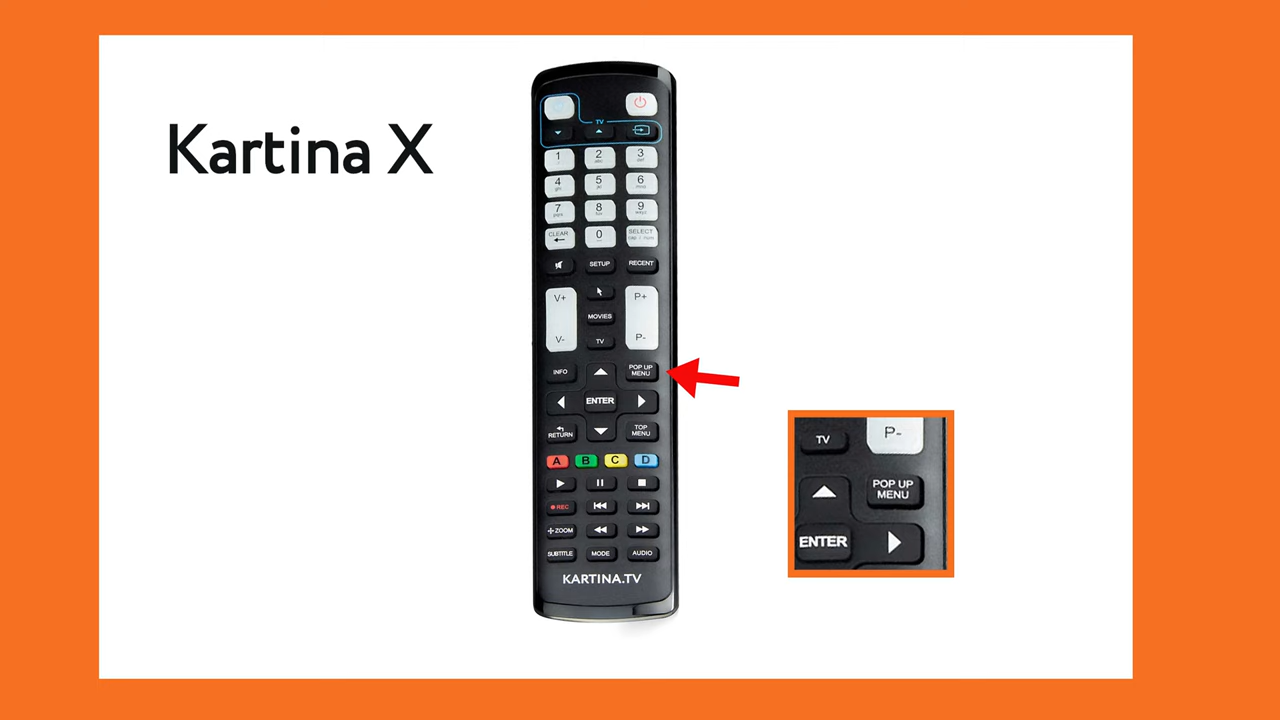 Kartina X
TV
1
2 abc
3 def
4 ghi
5 jkl
6 mno
7 pqrs
8 tuv
9 wxyz
CLEAR
0
SELECT
SETUP
RECENT
V+
P+
MOVIES
V-
P-
TV
INFO
POP UP
MENU
ENTER
RETURN
TOP
MENU
A B C D
REC
ZOOM
SUBTITLE
MODE
AUDIO
KARTINA.TV
TV
P-
POP UP
MENU
ENTER